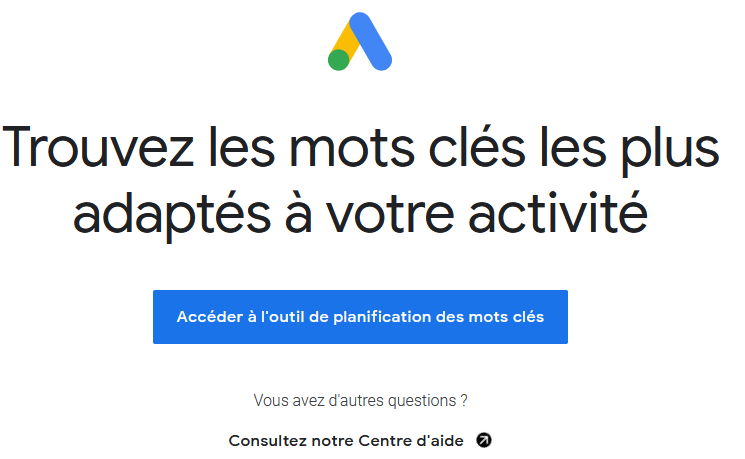 Trouvez les mots clés les plus
adaptés à votre activité
Accéder à l'outil de planification des mots clés
Vous avez d'autres questions ?
Consultez notre Centre d'aide